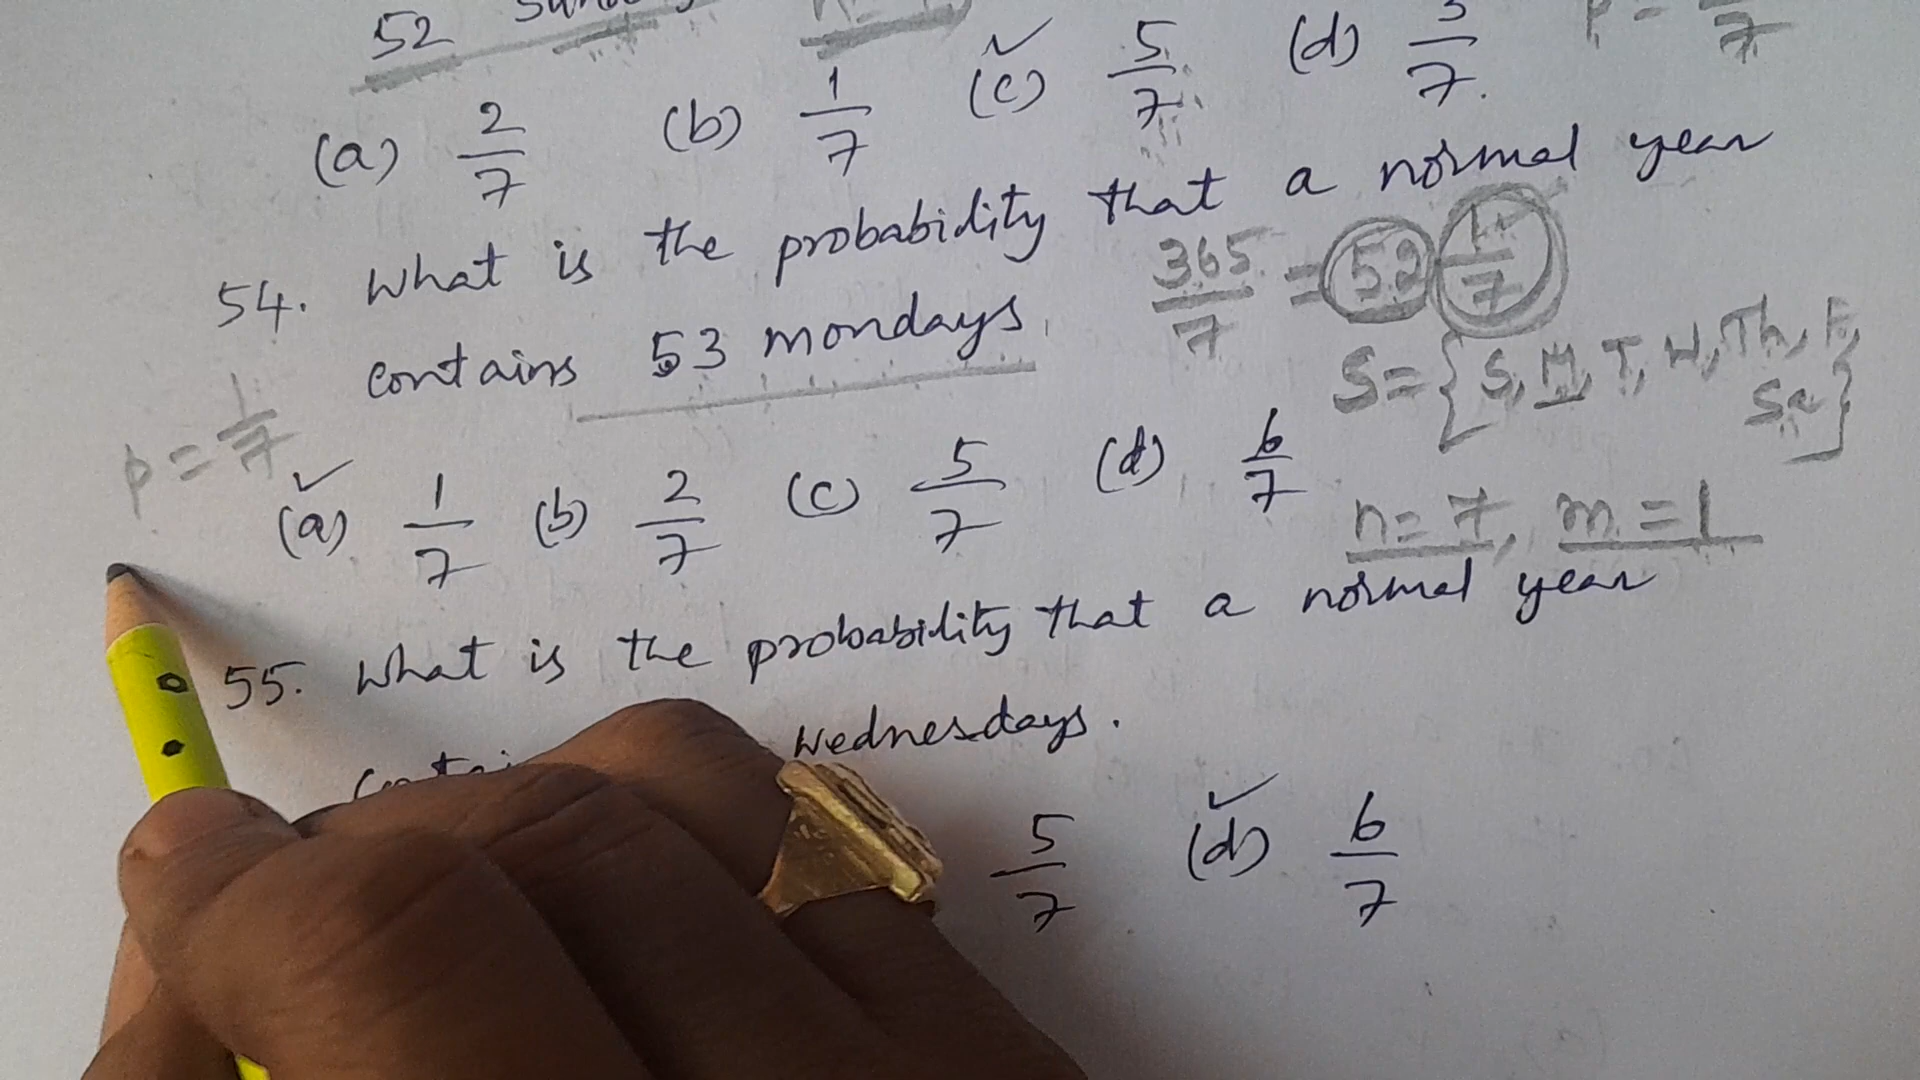 52
(a) 2/7 (b) 1/7 ✓(c) 5/7 (d) 3/7.
54. What is the probability that a normal year
contains 53 mondays.
365/7 = 52 1/7
S = {S, M, T, W, Th, F,
Sa}
p = 1/7
✓(a) 1/7 (b) 2/7 (c) 5/7 (d) 6/7
n = 7, m = 1
55. What is the probability that a normal year
Wednesdays.
5/7 ✓(d) 6/7